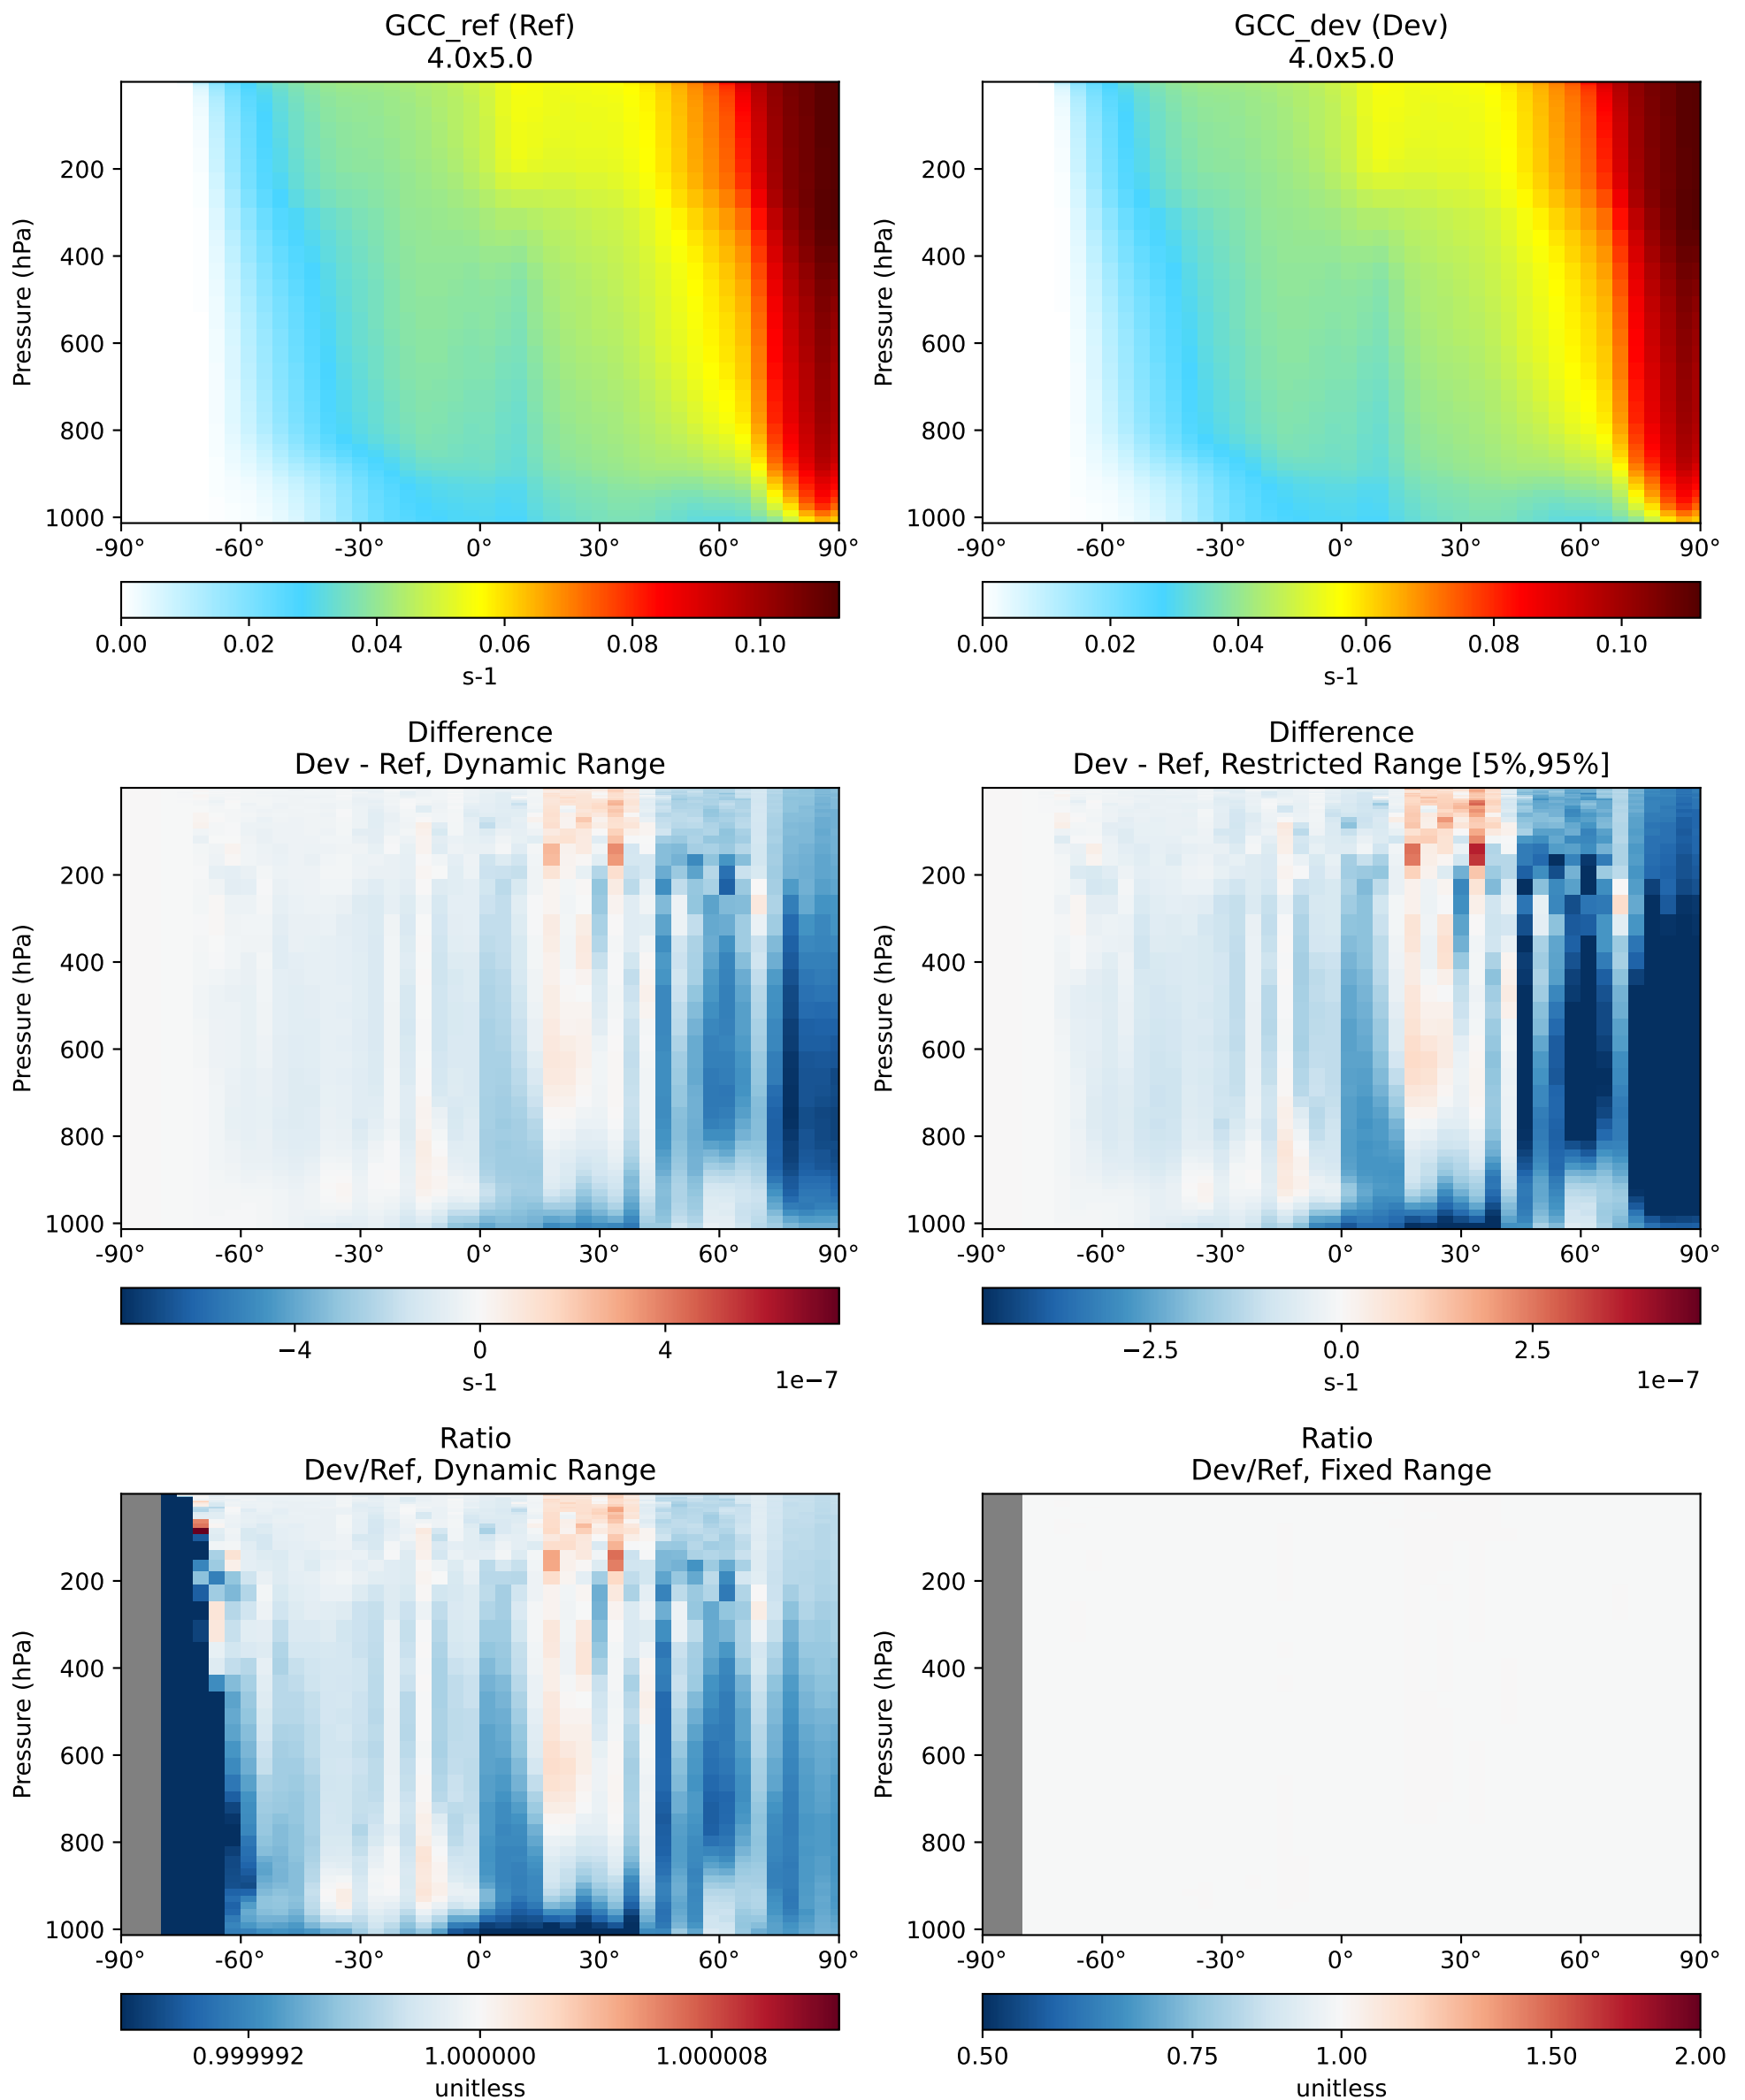 GCC_ref (Ref)
4.0x5.0
Pressure (hPa)
200
400
600
800
1000
-90° -60° -30° 0° 30° 60° 90°
0.00 0.02 0.04 0.06 0.08 0.10
s-1
GCC_dev (Dev)
4.0x5.0
Pressure (hPa)
200
400
600
800
1000
-90° -60° -30° 0° 30° 60° 90°
0.00 0.02 0.04 0.06 0.08 0.10
s-1
Difference
Dev - Ref, Dynamic Range
Pressure (hPa)
200
400
600
800
1000
-90° -60° -30° 0° 30° 60° 90°
−4 0 4
s-1 1e−7
Difference
Dev - Ref, Restricted Range [5%,95%]
Pressure (hPa)
200
400
600
800
1000
-90° -60° -30° 0° 30° 60° 90°
−2.5 0.0 2.5
s-1 1e−7
Ratio
Dev/Ref, Dynamic Range
Pressure (hPa)
200
400
600
800
1000
-90° -60° -30° 0° 30° 60° 90°
0.999992 1.000000 1.000008
unitless
Ratio
Dev/Ref, Fixed Range
Pressure (hPa)
200
400
600
800
1000
-90° -60° -30° 0° 30° 60° 90°
0.50 0.75 1.00 1.50 2.00
unitless